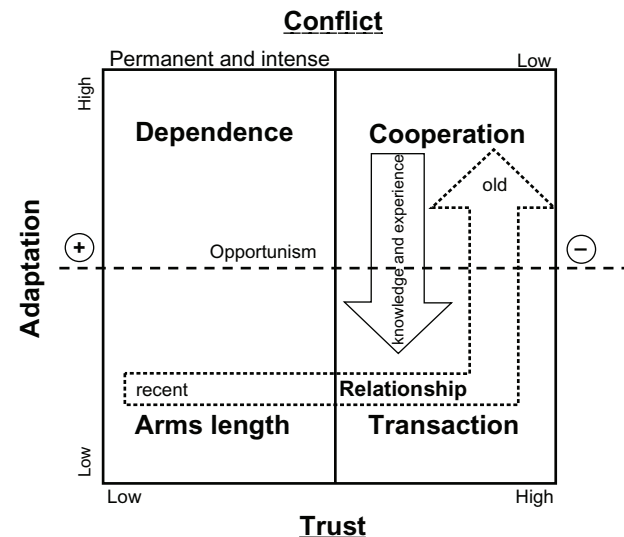 Conflict
Permanent and intense
Low
High
Dependence
Cooperation
old
knowledge and experience
Adaptation
+
Opportunism
−
recent
Relationship
Arms length
Transaction
Low
Low
High
Trust